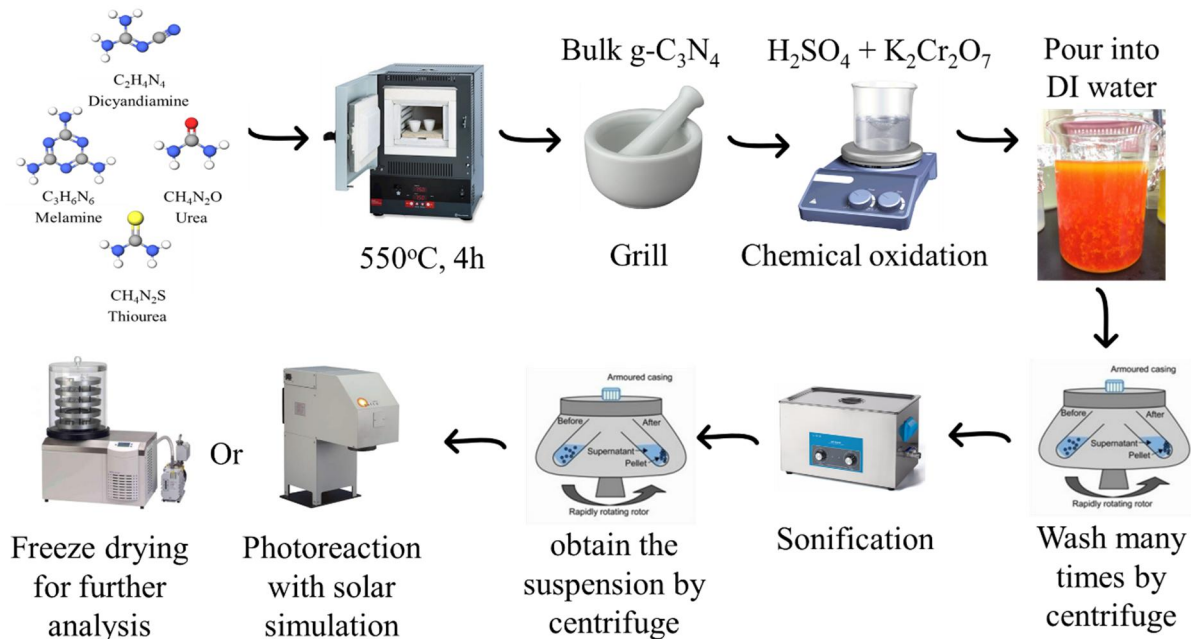 C₂H₄N₄
Dicyandiamine
C₃H₆N₆
Melamine
CH₄N₂O
Urea
CH₄N₂S
Thiourea
550°C, 4h
Bulk g-C₃N₄
Grill
H₂SO₄ + K₂Cr₂O₇
Chemical oxidation
Pour into
DI water
Armoured casing
Before
After
Supernatant
Pellet
Rapidly rotating rotor
Wash many
times by
centrifuge
Sonification
Armoured casing
Before
After
Supernatant
Pellet
Rapidly rotating rotor
obtain the
suspension by
centrifuge
Photoreaction
with solar
simulation
Or
Freeze drying
for further
analysis